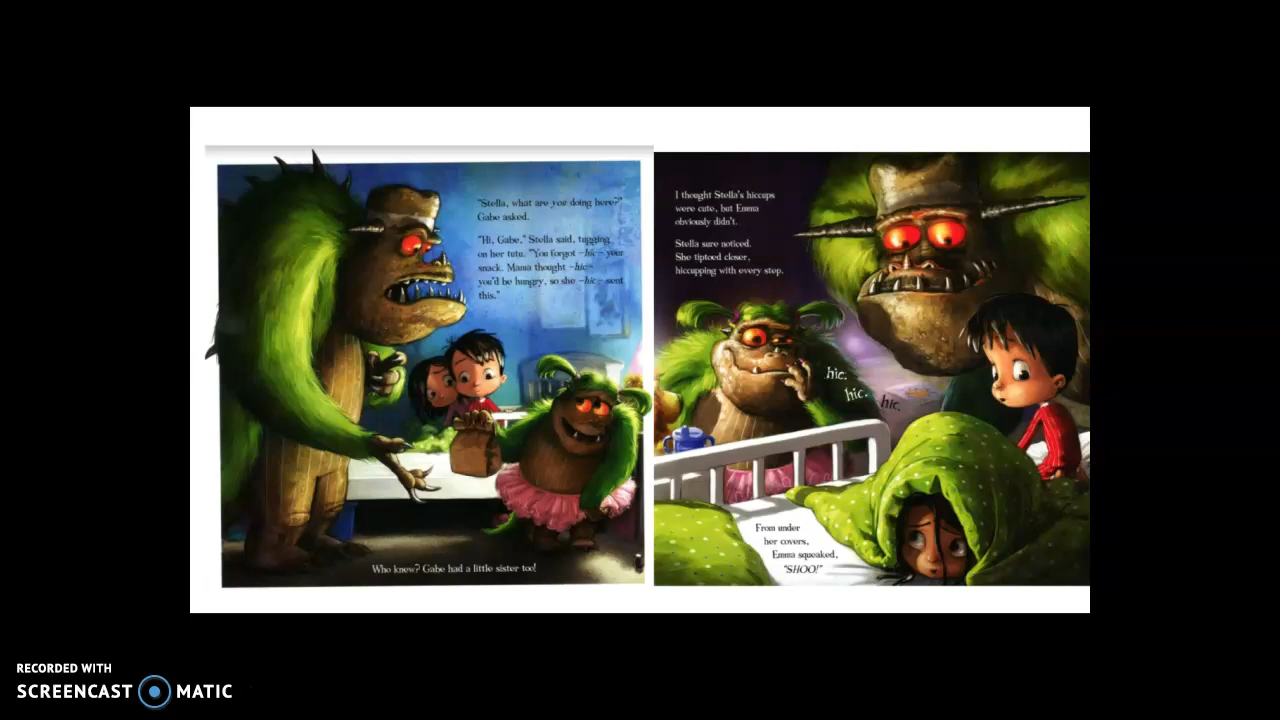 "Stella, what are you doing here?"
Gabe asked.
"Hi, Gabe," Stella said, tugging
on her tutu. "You forgot –hic– your
snack. Mama thought –hic–
you'd be hungry, so she –hic– sent
this."
Who knew? Gabe had a little sister too!
I thought Stella's hiccups
were cute, but Emma
obviously didn't.
Stella sure noticed.
She tiptoed closer,
hiccupping with every step.
hic.
hic.
hic.
From under
her covers,
Emma squeaked,
"SHOO!"
RECORDED WITH
SCREENCAST MATIC